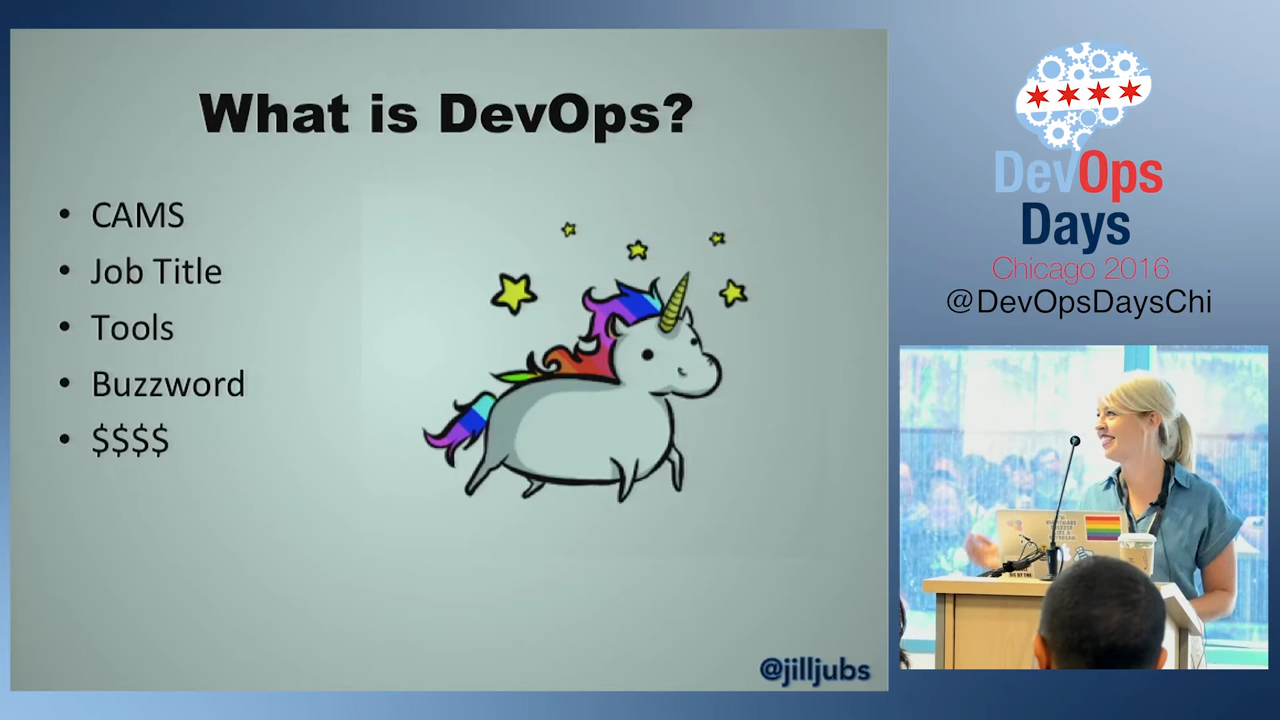 What is DevOps?
• CAMS
• Job Title
• Tools
• Buzzword
• $$$$
@jilljubs
DevOps
Days
Chicago 2016
@DevOpsDaysChi